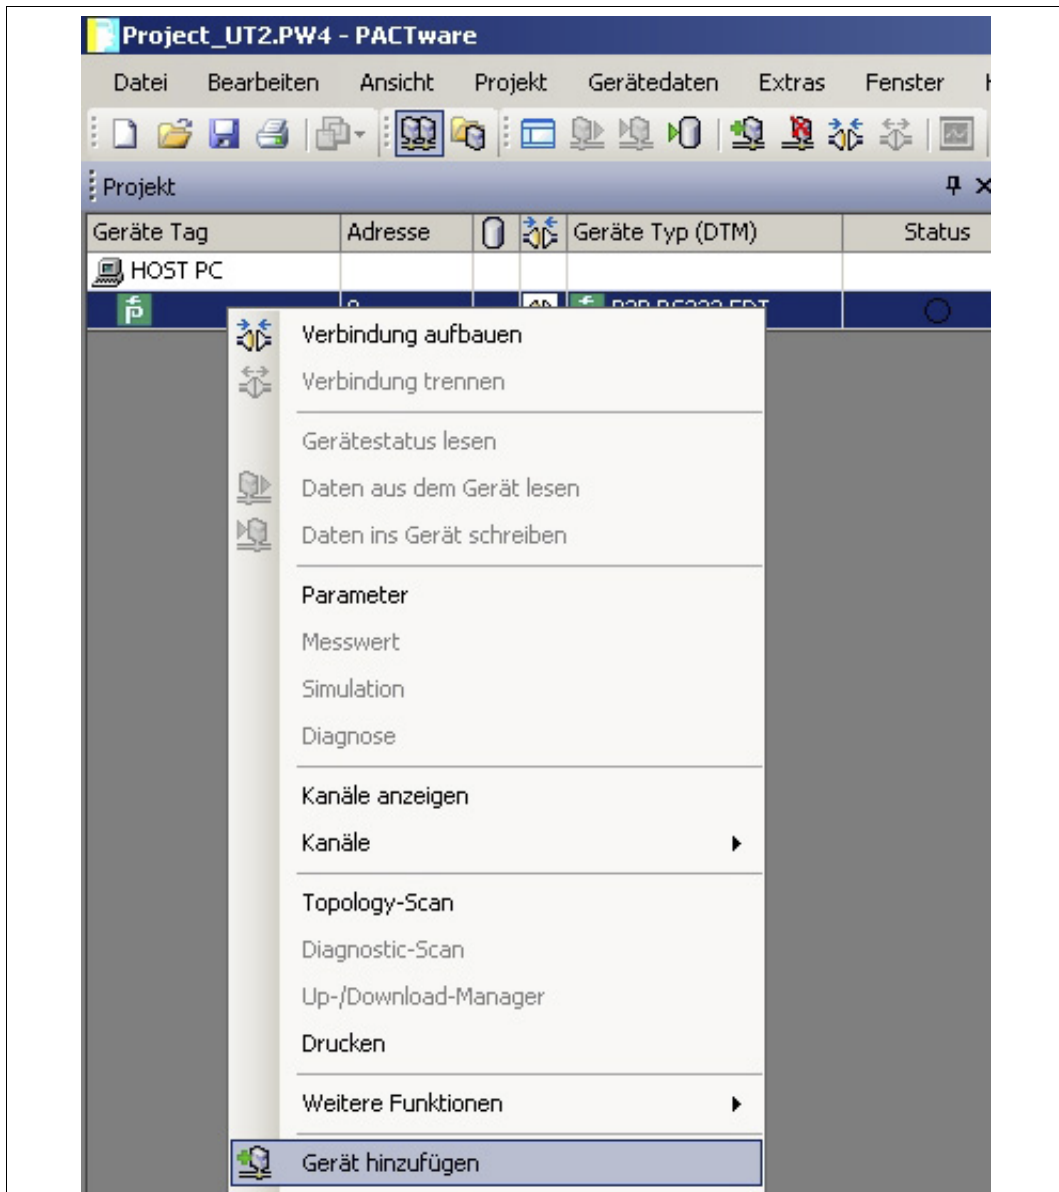 Project_UT2.PW4 - PACTware
Datei Bearbeiten Ansicht Projekt Gerätedaten Extras Fenster
Projekt
Geräte Tag Adresse Geräte Typ (DTM) Status
HOST PC
Verbindung aufbauen
Verbindung trennen
Gerätestatus lesen
Daten aus dem Gerät lesen
Daten ins Gerät schreiben
Parameter
Messwert
Simulation
Diagnose
Kanäle anzeigen
Kanäle
Topology-Scan
Diagnostic-Scan
Up-/Download-Manager
Drucken
Weitere Funktionen
Gerät hinzufügen